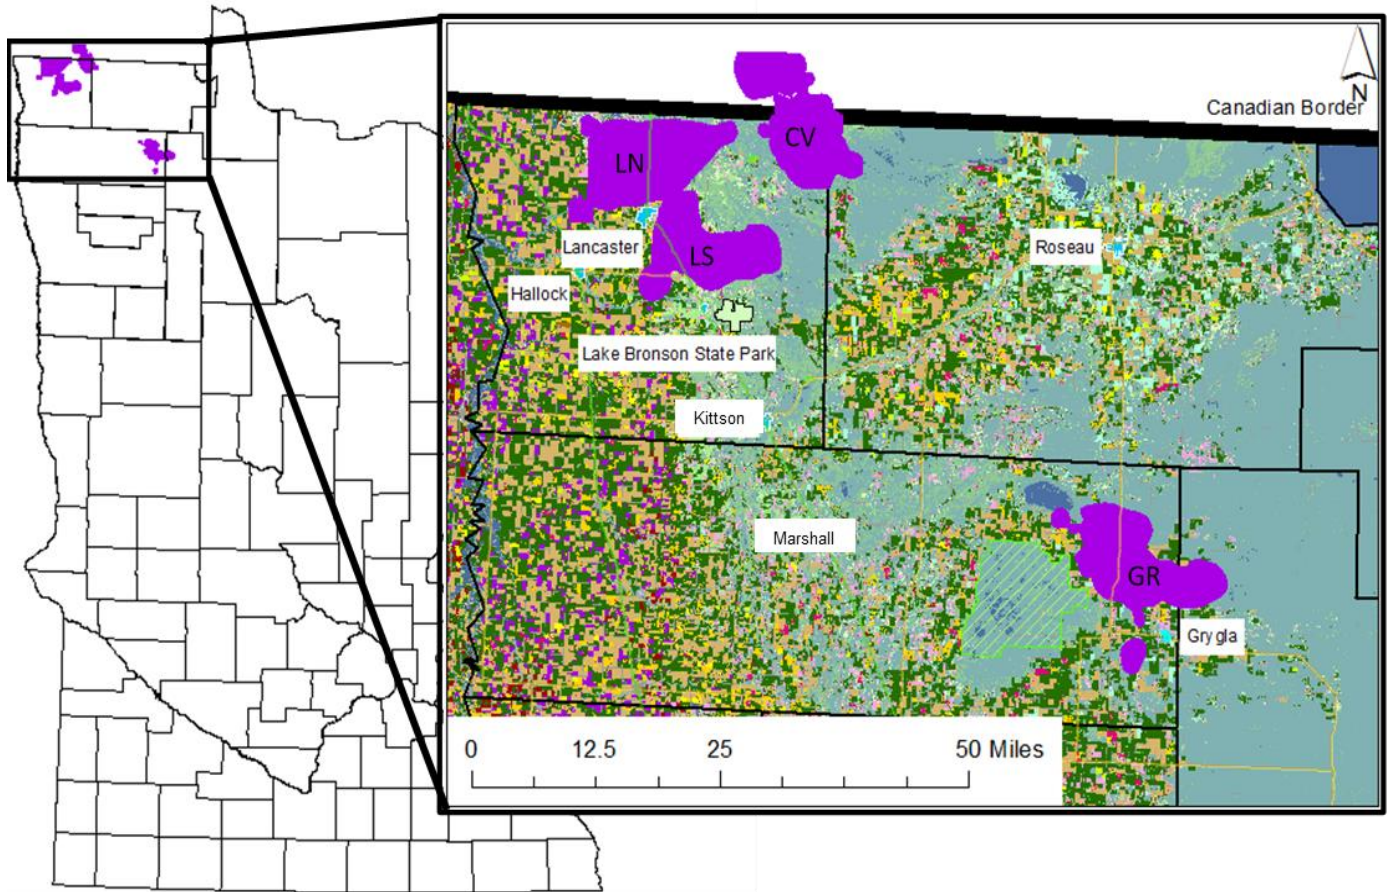 N
Canadian Border
CV
LN
Lancaster
LS
Roseau
Hallock
Lake Bronson State Park
Kittson
Marshall
GR
Grygla
0 12.5 25 50 Miles